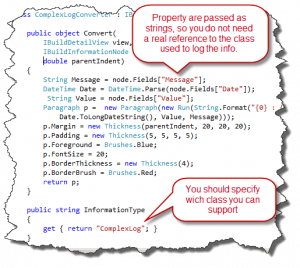 ss ComplexLogConverter : IB
public object Convert(
IBuildDetailView view,
IBuildInformationNode
double parentIndent)
{
String Message = node.Fields["Message"];
DateTime Date = DateTime.Parse(node.Fields["Date"]);
String Value = node.Fields["Value"];
Paragraph p = new Paragraph(new Run(String.Format("{0} :
Date.ToLongDateString(), Value, Message)));
p.Margin = new Thickness(parentIndent, 20, 20, 20);
p.Padding = new Thickness(5, 5, 5, 5);
p.Foreground = Brushes.Blue;
p.FontSize = 20;
p.BorderThickness = new Thickness(4);
p.BorderBrush = Brushes.Red;
return p;
}
public string InformationType
{
get { return "ComplexLog"; }
}
Property are passed as
strings, so you do not need
a real reference to the class
used to log the info.
You should specify
wich class you can
support